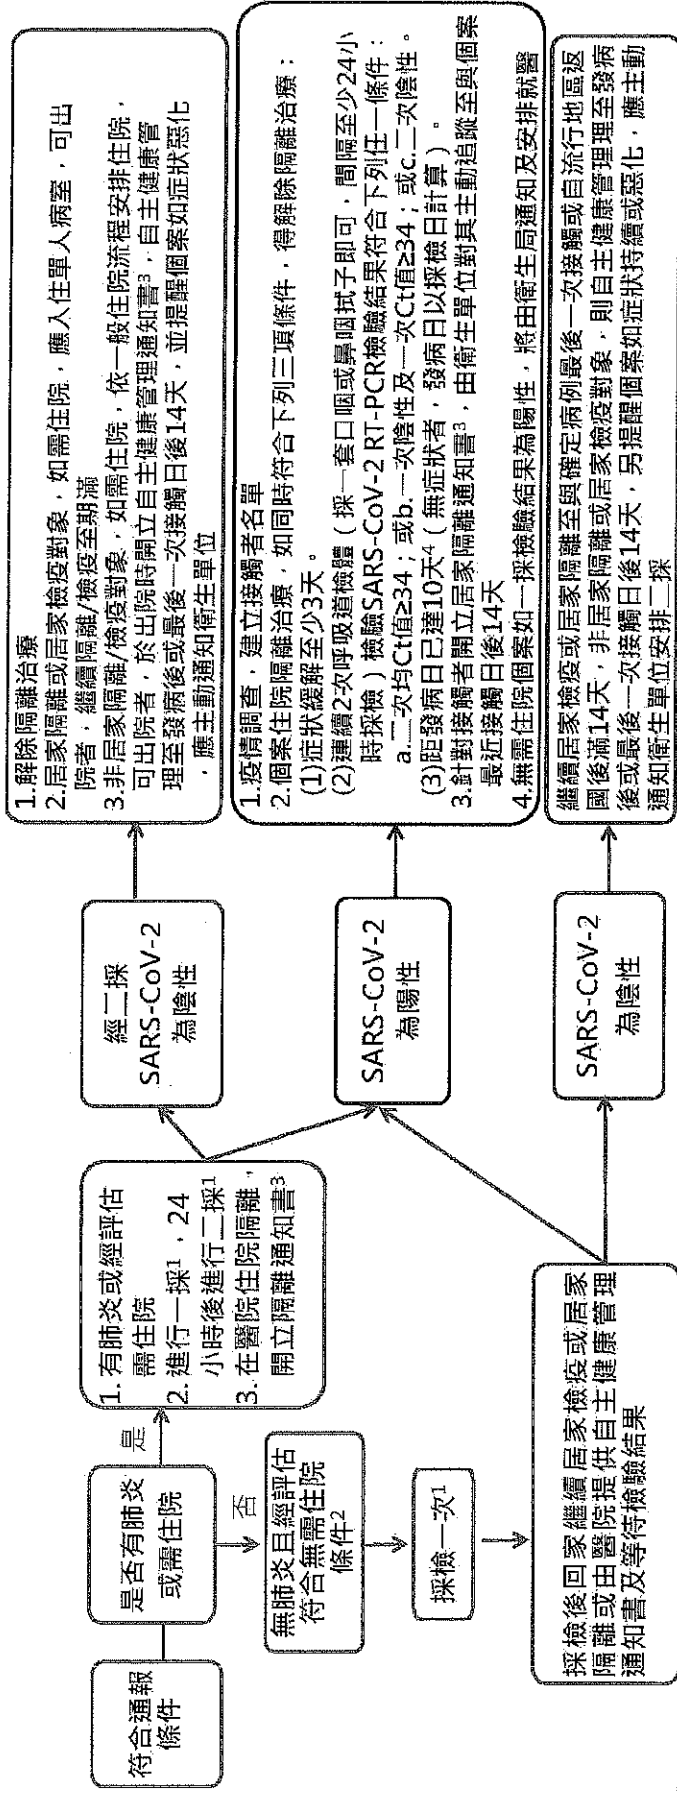 符合通報
條件
是否有肺炎
或需住院
是
否
1. 有肺炎或經評估
需住院
2. 進行一採1，24
小時後進行二採1
3. 在醫院住院隔離，
開立隔離通知書3
無肺炎且經評估
符合無需住院
條件2
採檢一次1
採檢後回家繼續居家檢疫或居家
隔離或由醫院提供自主健康管理
通知書及等待檢驗結果
經二採
SARS-CoV-2
為陰性
SARS-CoV-2
為陽性
SARS-CoV-2
為陰性
1.解除隔離治療
2.居家隔離或居家檢疫對象，如需住院，應入住單人病室，可出
院者，繼續隔離/檢疫至期滿
3.非居家隔離/檢疫對象，如需住院，依一般住院流程安排住院，
可出院者，於出院時開立自主健康管理通知書3，自主健康管
理至發病後或最後一次接觸日後14天，並提醒個案如症狀惡化
，應主動通知衛生單位
1.疫情調查，建立接觸者名單
2.個案住院隔離治療，如同時符合下列三項條件，得解除隔離治療：
(1)症狀緩解至少3天。
(2)連續2次呼吸道檢體（採一套口咽或鼻咽拭子即可，間隔至少24小
時採檢）檢驗SARS-CoV-2 RT-PCR檢驗結果符合下列任一條件：
a.二次均Ct值≥34；或b.一次陰性及一次Ct值≥34；或c.二次陰性。
(3)距發病日已達10天4（無症狀者，發病日以採檢日計算）。
3.針對接觸者開立居家隔離通知書3，由衛生單位對其主動追蹤至與個案
最近接觸日後14天
4.無需住院個案如一採檢驗結果為陽性，將由衛生局通知及安排就醫
繼續居家檢疫或居家隔離至與確定病例最後一次接觸或自流行地區返
國後滿14天，非居家隔離或居家檢疫對象，則自主健康管理理至發病
後或最後一次接觸日後14天，另提醒個案如症狀持續或惡化，應主動
通知衛生單位安排二採